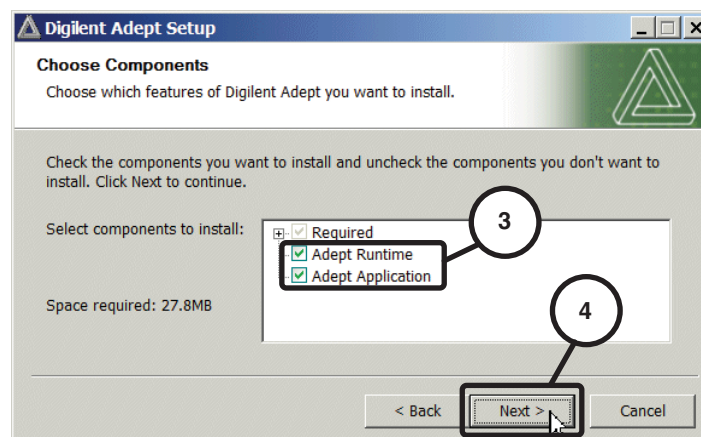 Digilent Adept Setup
Choose Components
Choose which features of Digilent Adept you want to install.
Check the components you want to install and uncheck the components you don't want to
install. Click Next to continue.
Select components to install:
Required
Adept Runtime
Adept Application
3
Space required: 27.8MB
4
< Back
Next >
Cancel